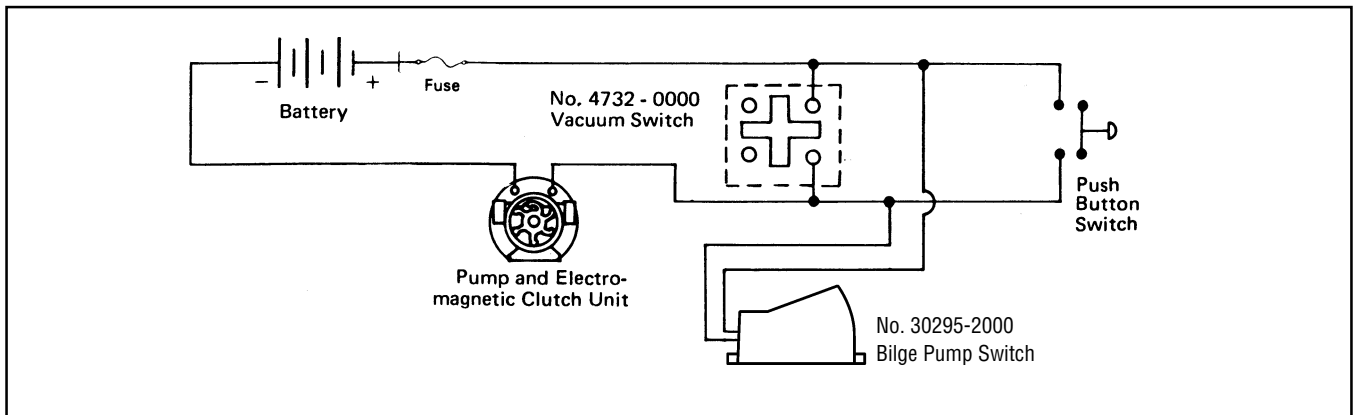 − +
Fuse
Battery
No. 4732 - 0000
Vacuum Switch
Push
Button
Switch
Pump and Electro-
magnetic Clutch Unit
No. 30295-2000
Bilge Pump Switch